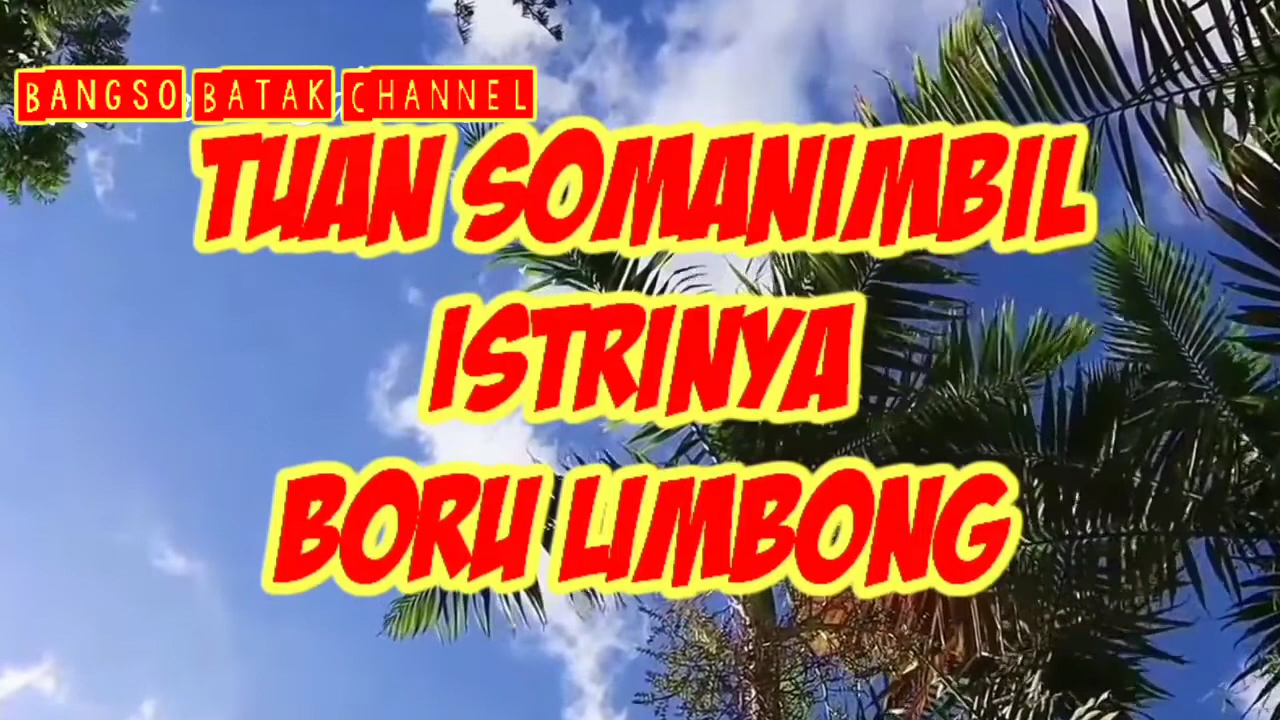 BANGSO BATAK CHANNEL
TUAN SOMANIMBIL
ISTRINYA
BORU LIMBONG